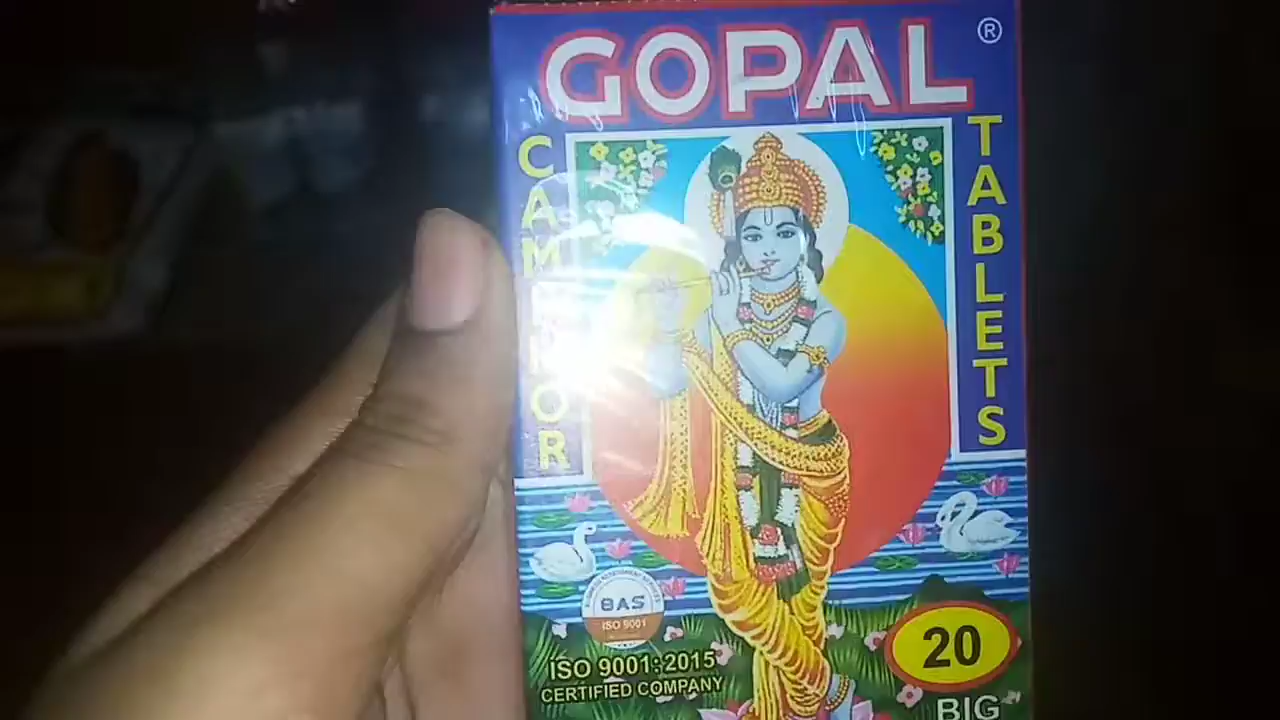 GOPAL
®
CAMPHOR
TABLETS
BAS
ISO 9001
ISO 9001:2015
CERTIFIED COMPANY
20
BIG